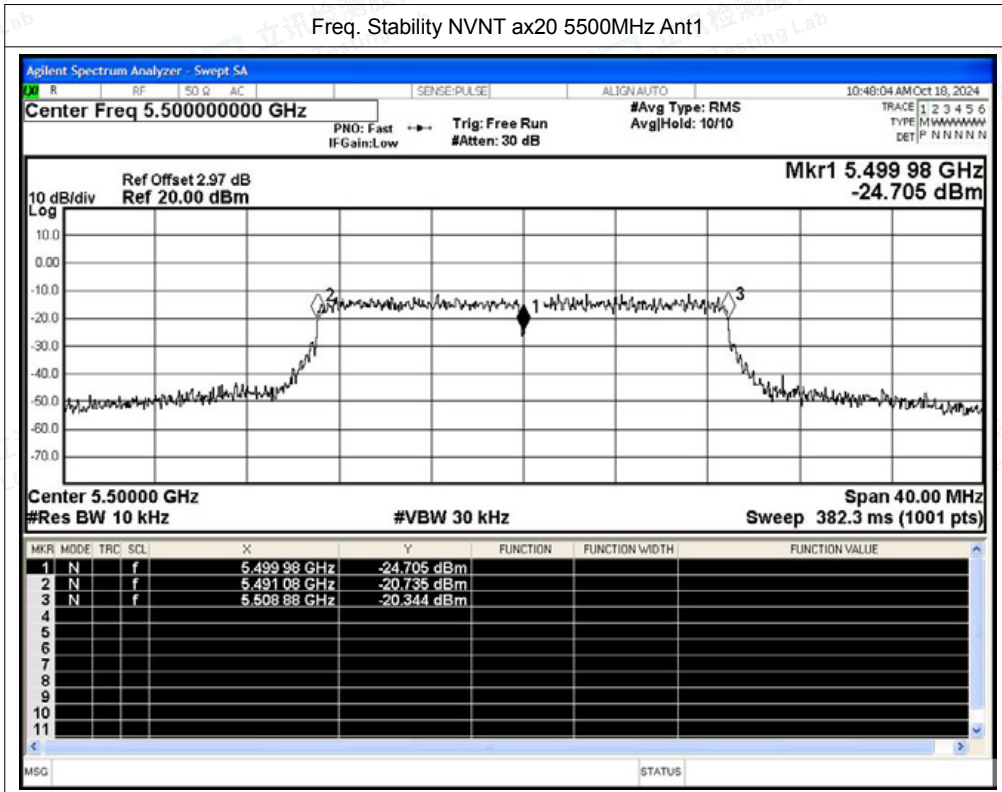 Freq. Stability NVNT ax20 5500MHz Ant1
Agilent Spectrum Analyzer - Swept SA
R RF 50 Ω AC SENSE:PULSE ALIGN AUTO 10:48:04 AM Oct 18, 2024
Center Freq 5.500000000 GHz #Avg Type: RMS TRACE 1 2 3 4 5 6
PNO: Fast Trig: Free Run Avg|Hold: 10/10 TYPE M WWWWW
IFGain:Low #Atten: 30 dB DET P N N N N N
Mkr1 5.499 98 GHz
Ref Offset 2.97 dB
10 dB/div Ref 20.00 dBm -24.705 dBm
Log
10.0
0.00
-10.0
2 1 3
-20.0
-30.0
-40.0
-50.0
-60.0
-70.0
Center 5.50000 GHz Span 40.00 MHz
#Res BW 10 kHz #VBW 30 kHz Sweep 382.3 ms (1001 pts)
MKR MODE TRC SCL X Y FUNCTION FUNCTION WIDTH FUNCTION VALUE
1 N f 5.499 98 GHz -24.705 dBm
2 N f 5.491 08 GHz -20.735 dBm
3 N f 5.508 88 GHz -20.344 dBm
4
5
6
7
8
9
10
11
MSG STATUS